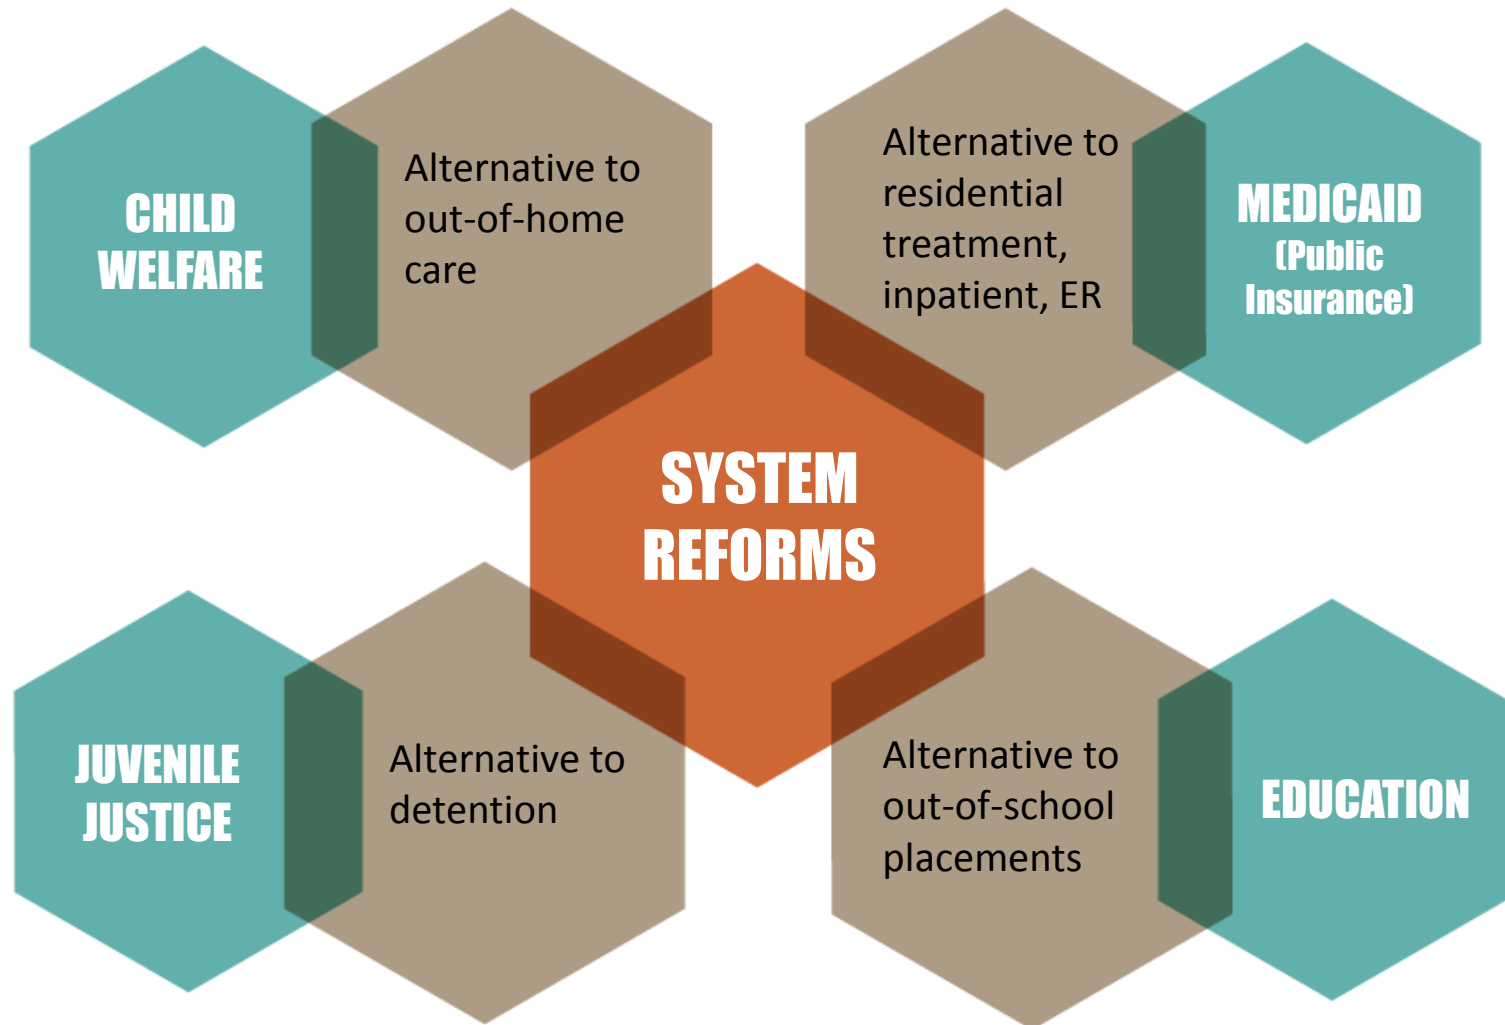 CHILD
WELFARE
Alternative to
out-of-home
care
Alternative to
residential
treatment,
inpatient, ER
MEDICAID
(Public
Insurance)
SYSTEM
REFORMS
JUVENILE
JUSTICE
Alternative to
detention
Alternative to
out-of-school
placements
EDUCATION